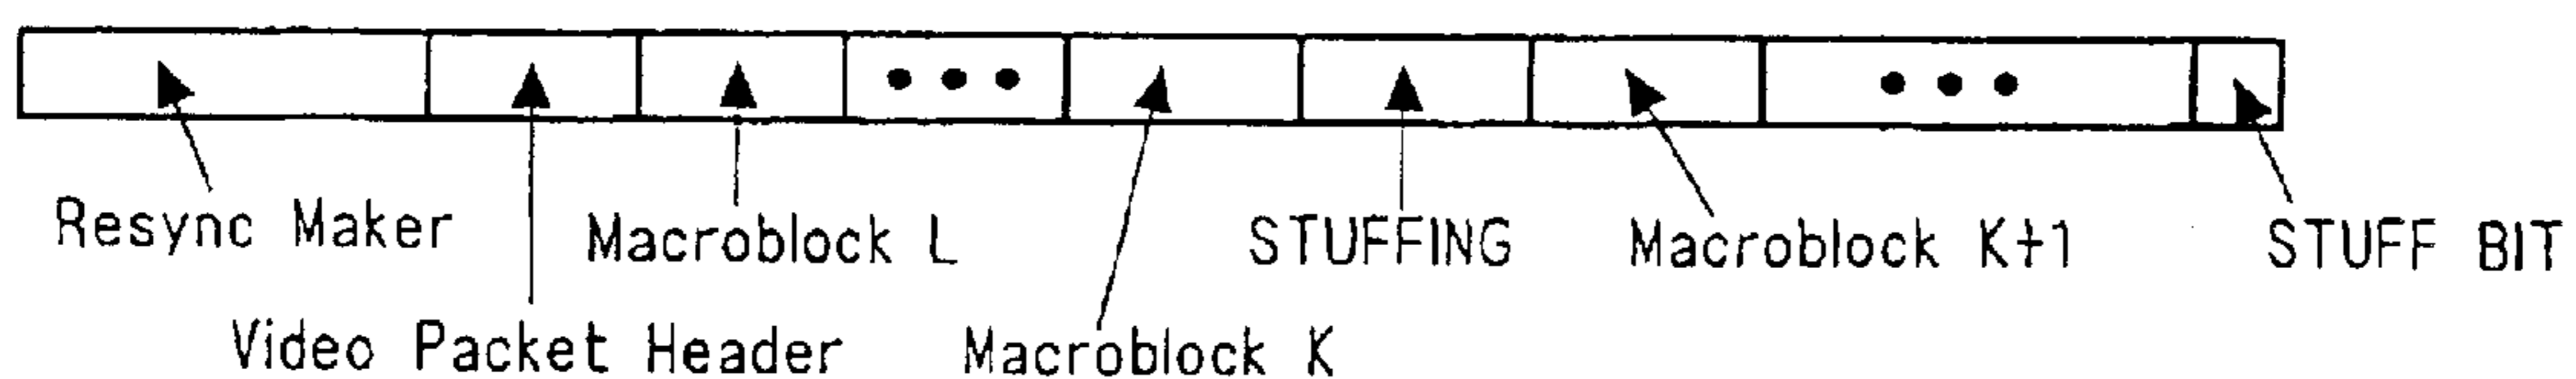 Resync Maker
Macroblock L
STUFFING
Macroblock K+1
STUFF BIT
Video Packet Header
Macroblock K